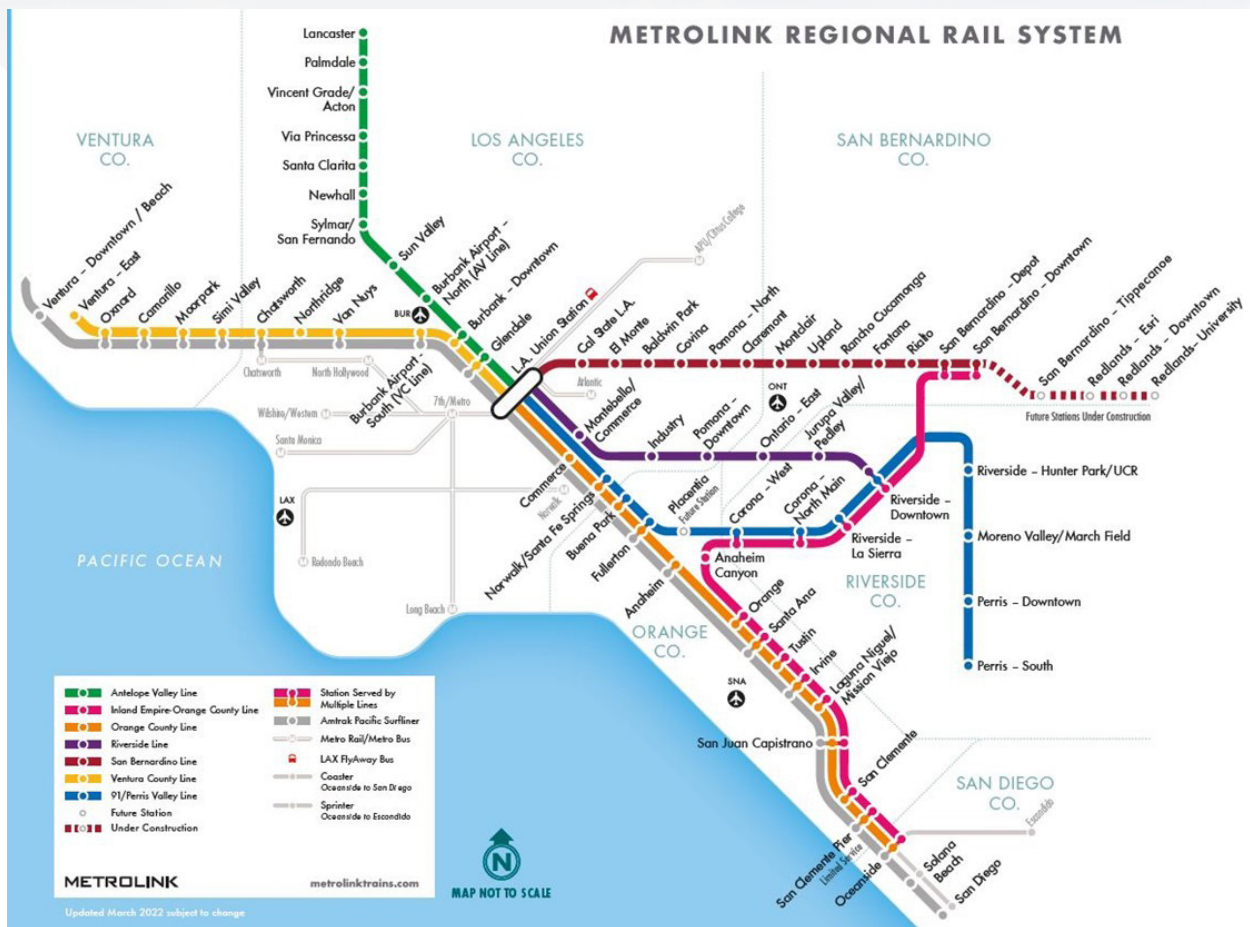 METROLINK REGIONAL RAIL SYSTEM
VENTURA
CO.
LOS ANGELES
CO.
SAN BERNARDINO
CO.
Lancaster
Palmdale
Vincent Grade/
Acton
Via Princessa
Santa Clarita
Newhall
Sylmar/
San Fernando
Sun Valley
Burbank Airport –
North (AV Line)
Burbank – Downtown
Glendale
L.A. Union Station
APU/Citrus College
Ventura – Downtown / Beach
Ventura – East
Oxnard
Camarillo
Moorpark
Simi Valley
Chatsworth
Northridge
Van Nuys
BUR
Burbank Airport –
South (VC Line)
Chatsworth
North Hollywood
Wilshire/Western
7th/Metro
Santa Monica
Atlantic
LAX
Redondo Beach
Long Beach
Norwalk
Cal State L.A.
El Monte
Baldwin Park
Covina
Pomona – North
Claremont
Montclair
Upland
Rancho Cucamonga
Fontana
Rialto
San Bernardino – Depot
San Bernardino – Downtown
San Bernardino – Tippecanoe
Redlands – Esri
Redlands – Downtown
Redlands– University
Future Stations Under Construction
ONT
Montebello/
Commerce
Industry
Pomona –
Downtown
Ontario – East
Jurupa Valley/
Pedley
Commerce
Norwalk/Santa Fe Springs
Buena Park
Fullerton
Anaheim
Placentia
Future Station
Corona – West
Corona –
North Main
Riverside –
Downtown
Riverside –
La Sierra
Riverside – Hunter Park/UCR
Moreno Valley/March Field
Perris – Downtown
Perris – South
RIVERSIDE
CO.
Anaheim
Canyon
ORANGE
CO.
Orange
Santa Ana
Tustin
Irvine
Laguna Niguel/
Mission Viejo
SNA
San Juan Capistrano
San Clemente
San Clemente Pier
Limited Service
Oceanside
SAN DIEGO
CO.
Escondido
Solana
Beach
San Diego
PACIFIC OCEAN
Antelope Valley Line
Inland Empire-Orange County Line
Orange County Line
Riverside Line
San Bernardino Line
Ventura County Line
91/Perris Valley Line
Future Station
Under Construction
Station Served by
Multiple Lines
Amtrak Pacific Surfliner
Metro Rail/Metro Bus
LAX FlyAway Bus
Coaster
Oceanside to San Diego
Sprinter
Oceanside to Escondido
METROLINK
metrolinktrains.com
N
MAP NOT TO SCALE
Updated March 2022 subject to change